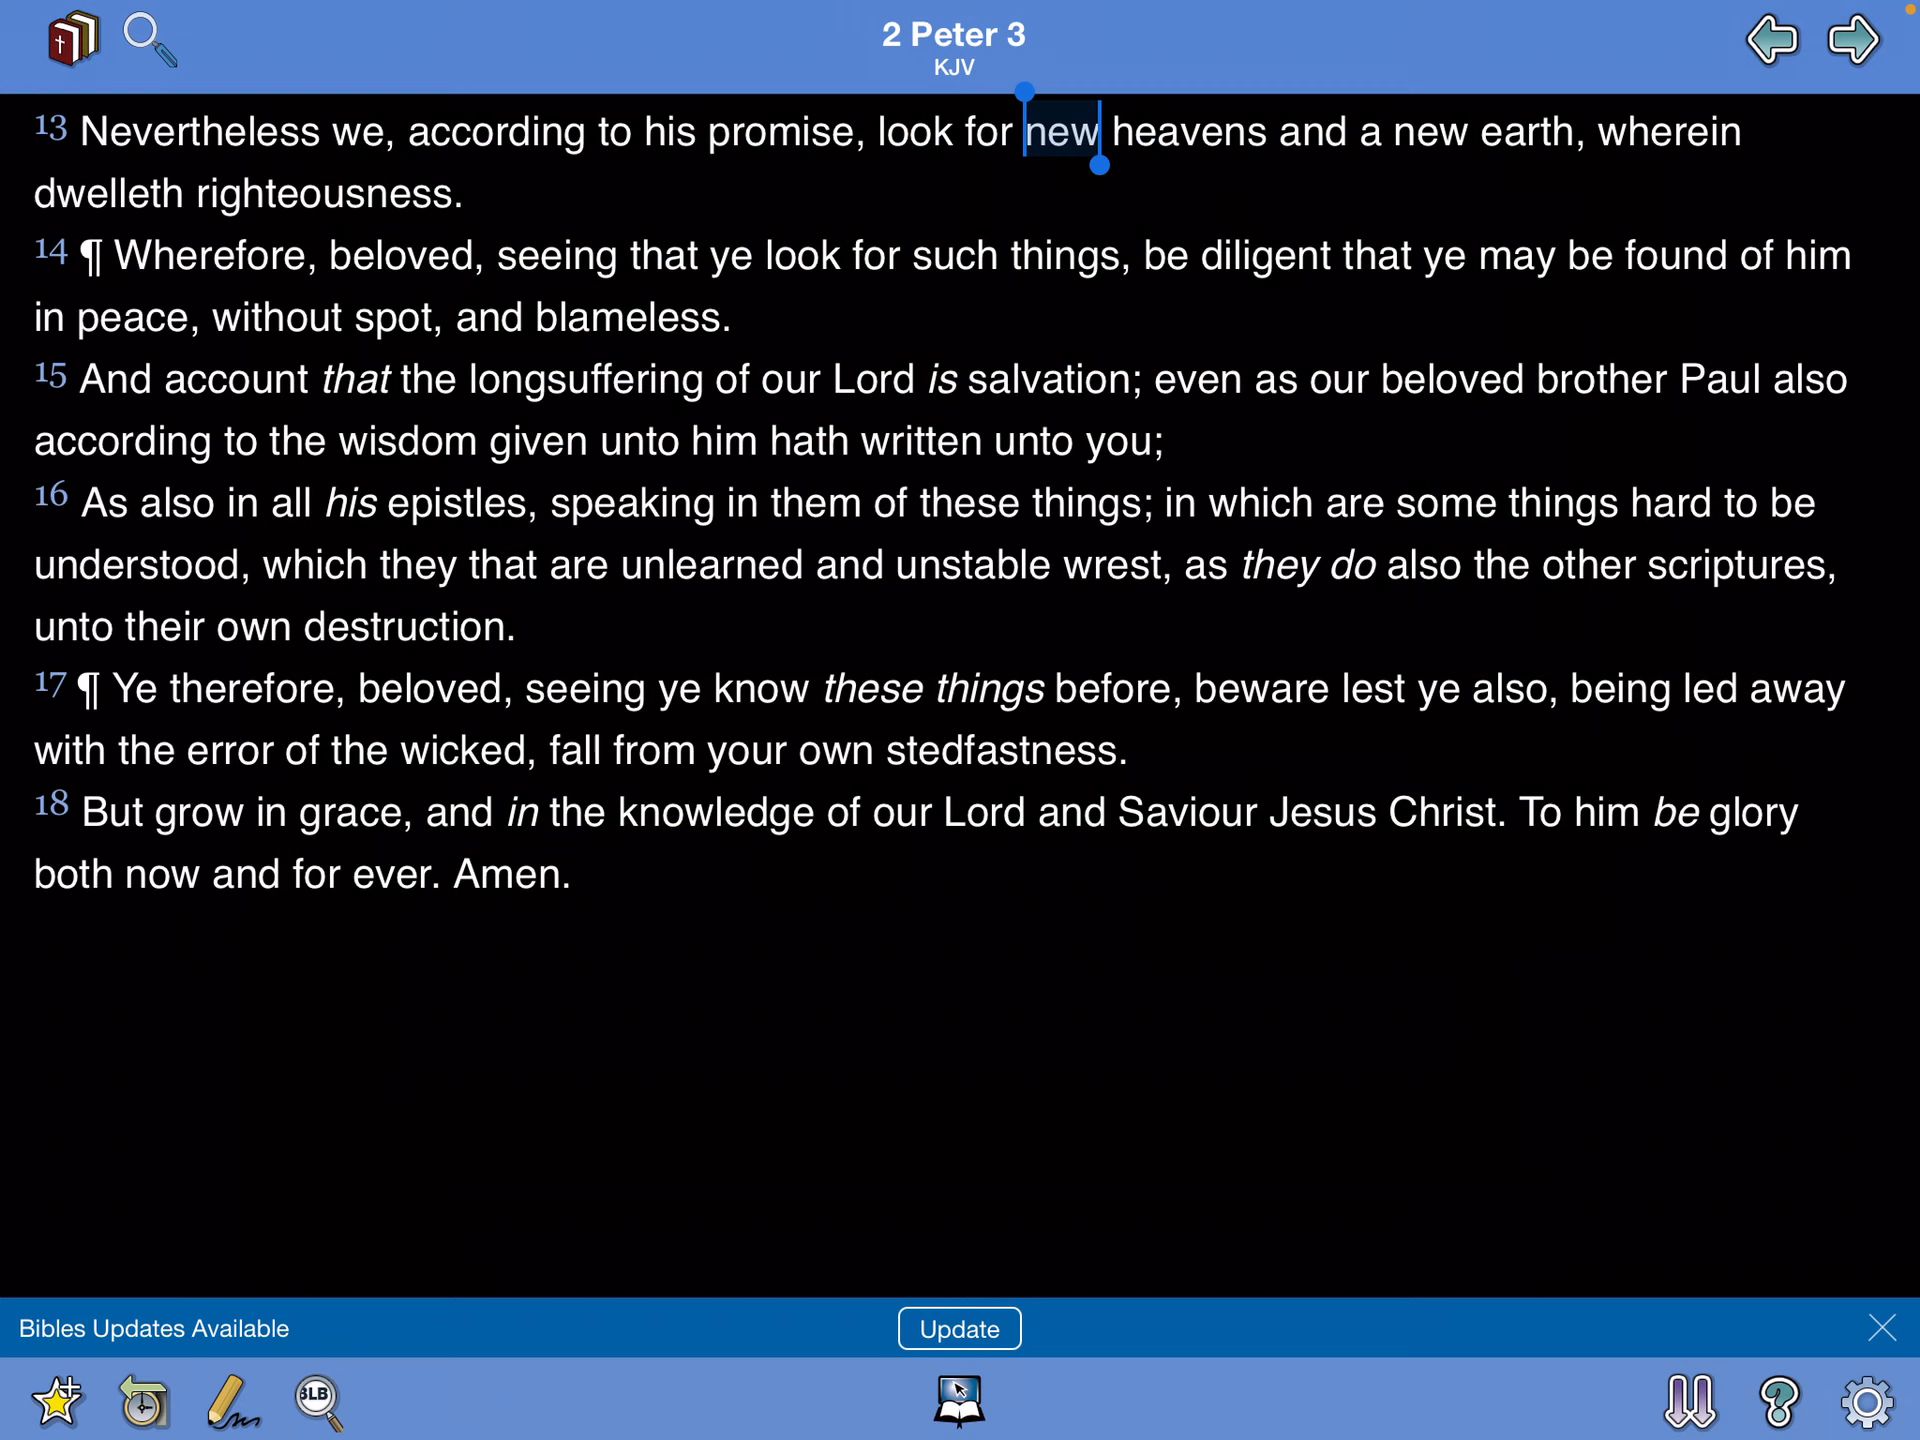 2 Peter 3
KJV
13 Nevertheless we, according to his promise, look for new heavens and a new earth, wherein
dwelleth righteousness.
14 ¶ Wherefore, beloved, seeing that ye look for such things, be diligent that ye may be found of him
in peace, without spot, and blameless.
15 And account that the longsuffering of our Lord is salvation; even as our beloved brother Paul also
according to the wisdom given unto him hath written unto you;
16 As also in all his epistles, speaking in them of these things; in which are some things hard to be
understood, which they that are unlearned and unstable wrest, as they do also the other scriptures,
unto their own destruction.
17 ¶ Ye therefore, beloved, seeing ye know these things before, beware lest ye also, being led away
with the error of the wicked, fall from your own stedfastness.
18 But grow in grace, and in the knowledge of our Lord and Saviour Jesus Christ. To him be glory
both now and for ever. Amen.
Bibles Updates Available
Update
BLB